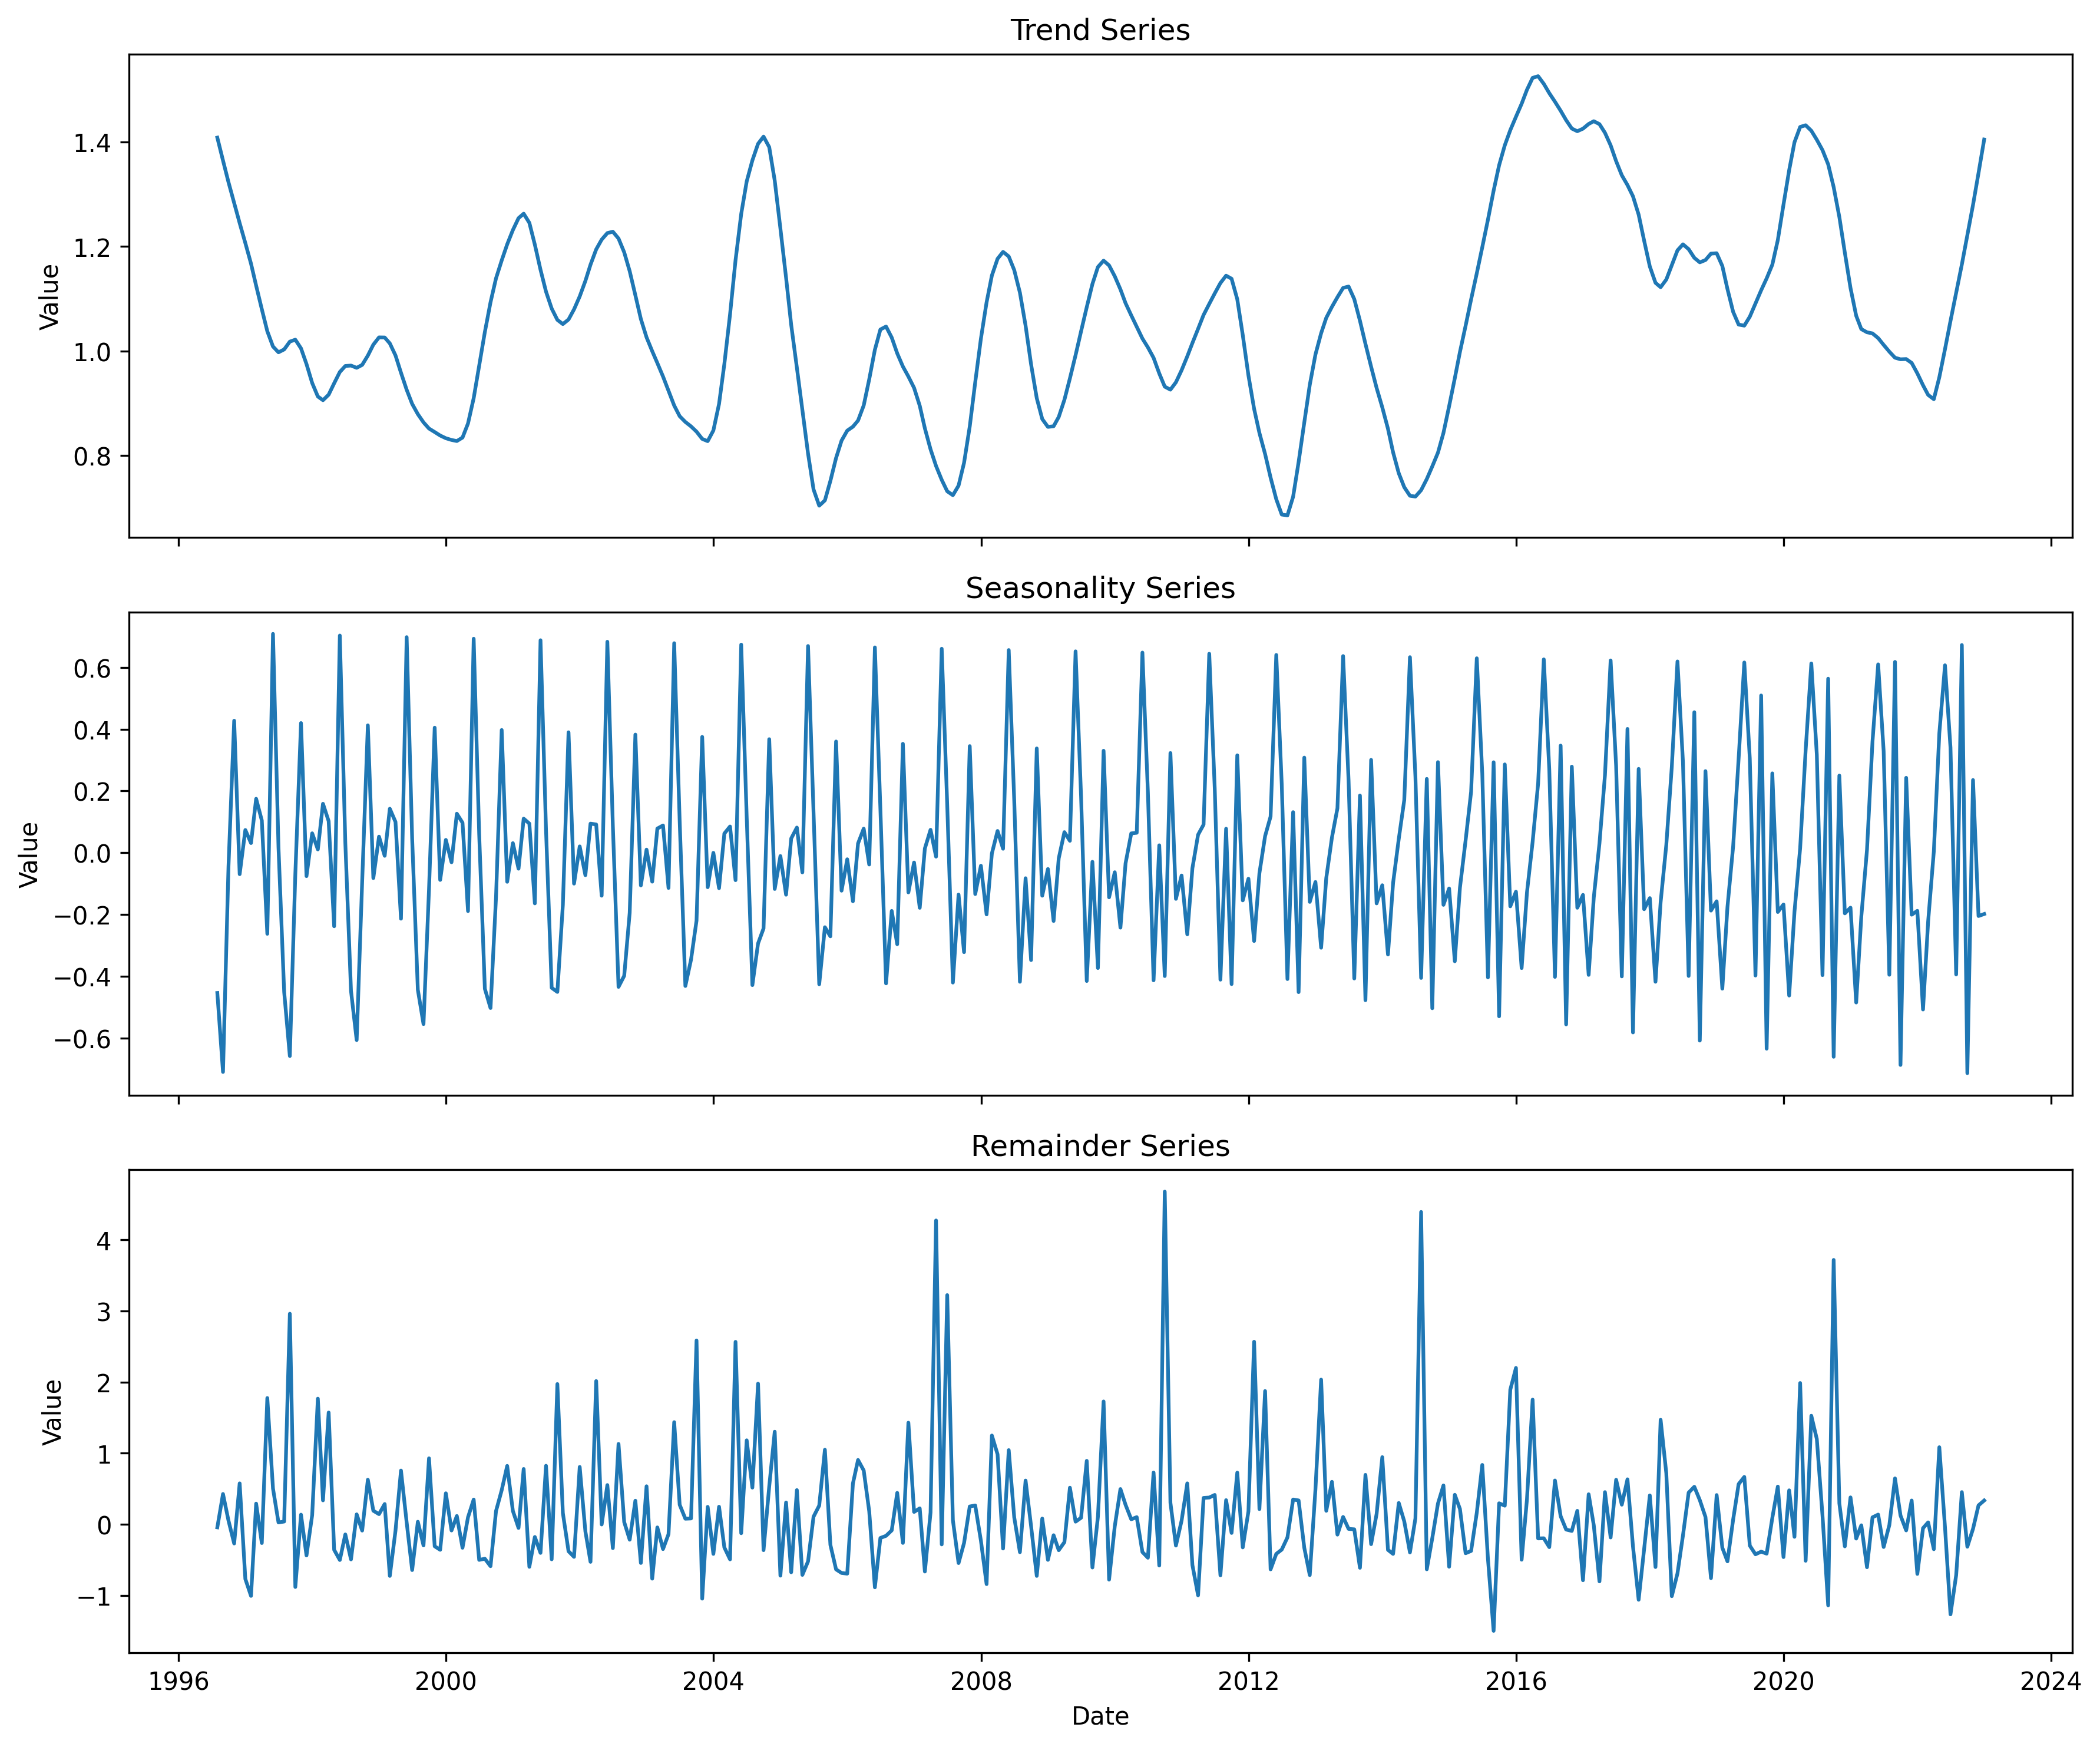 Trend Series
Value
1.4
1.2
1.0
0.8
Seasonality Series
Value
0.6
0.4
0.2
0.0
−0.2
−0.4
−0.6
Remainder Series
Value
4
3
2
1
0
−1
1996 2000 2004 2008 2012 2016 2020 2024
Date